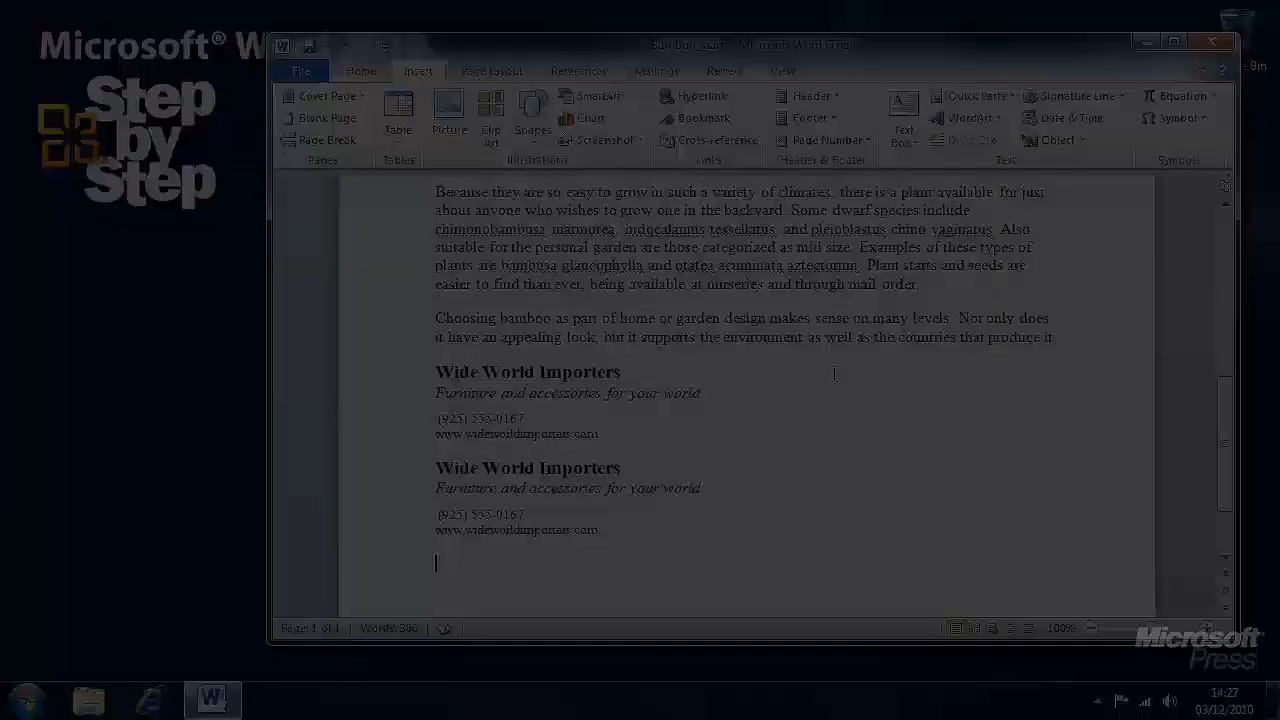 Microsoft® W
Step
by
Step
Bamboo_start - Microsoft Word (Trial)
Bin
File Home Insert Page Layout References Mailings Review View
Cover Page
Blank Page
Page Break
Pages
Table
Tables
Picture
Clip
Art
Shapes
SmartArt
Chart
Screenshot
Illustrations
Hyperlink
Bookmark
Cross-reference
Links
Header
Footer
Page Number
Header & Footer
Text
Box
Quick Parts
WordArt
Drop Cap
Signature Line
Date & Time
Object
Text
Equation
Symbol
Symbols
Because they are so easy to grow in such a variety of climates, there is a plant available for just
about anyone who wishes to grow one in the backyard. Some dwarf species include
chimonobambusa marmorea, indocalamus tessellatus, and pleioblastus chino vaginatus. Also
suitable for the personal garden are those categorized as mid size. Examples of these types of
plants are bambusa glaucophylla and otatea acuminata aztectorum. Plant starts and seeds are
easier to find than ever, being available at nurseries and through mail order.
Choosing bamboo as part of home or garden design makes sense on many levels. Not only does
it have an appealing look, but it supports the environment as well as the countries that produce it.
Wide World Importers
Furniture and accessories for your world
(925) 555-0167
www.wideworldimporters.com
Wide World Importers
Furniture and accessories for your world
(925) 555-0167
www.wideworldimporters.com
Page: 1 of 1 Words: 386
100%
Microsoft
Press
14:27
03/12/2010